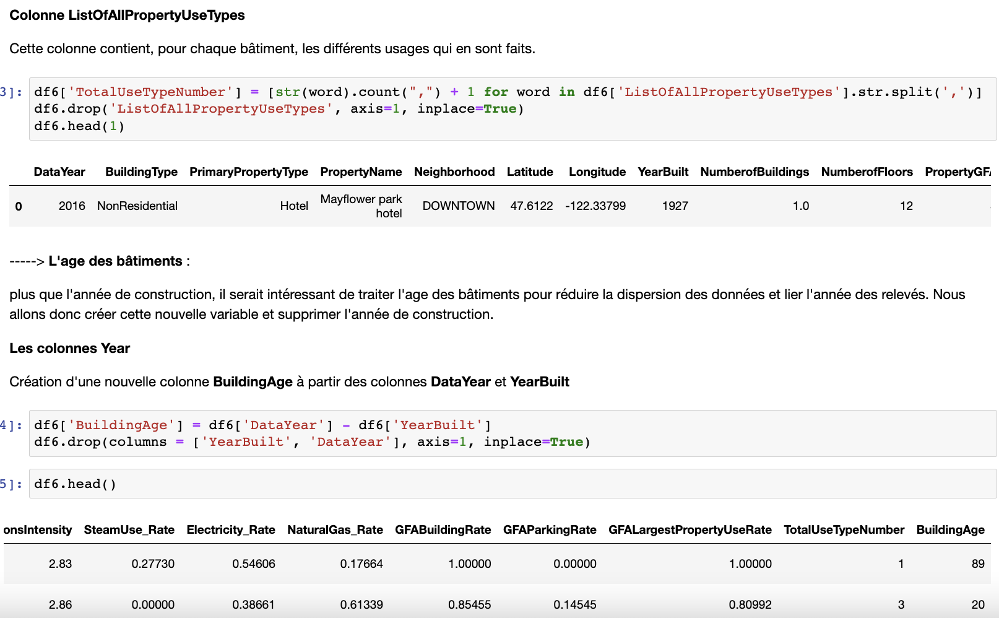 Colonne ListOfAllPropertyUseTypes
Cette colonne contient, pour chaque bâtiment, les différents usages qui en sont faits.
3]: df6['TotalUseTypeNumber'] = [str(word).count(",") + 1 for word in df6['ListOfAllPropertyUseTypes'].str.split(',')]
df6.drop('ListOfAllPropertyUseTypes', axis=1, inplace=True)
df6.head(1)
DataYear BuildingType PrimaryPropertyType PropertyName Neighborhood Latitude Longitude YearBuilt NumberofBuildings NumberofFloors PropertyGFA
0 2016 NonResidential Hotel Mayflower park hotel DOWNTOWN 47.6122 -122.33799 1927 1.0 12
-----> L'age des bâtiments :
plus que l'année de construction, il serait intéressant de traiter l'age des bâtiments pour réduire la dispersion des données et lier l'année des relevés. Nous
allons donc créer cette nouvelle variable et supprimer l'année de construction.
Les colonnes Year
Création d'une nouvelle colonne BuildingAge à partir des colonnes DataYear et YearBuilt
4]: df6['BuildingAge'] = df6['DataYear'] - df6['YearBuilt']
df6.drop(columns = ['YearBuilt', 'DataYear'], axis=1, inplace=True)
5]: df6.head()
onsIntensity SteamUse_Rate Electricity_Rate NaturalGas_Rate GFABuildingRate GFAParkingRate GFALargestPropertyUseRate TotalUseTypeNumber BuildingAge
2.83 0.27730 0.54606 0.17664 1.00000 0.00000 1.00000 1 89
2.86 0.00000 0.38661 0.61339 0.85455 0.14545 0.80992 3 20